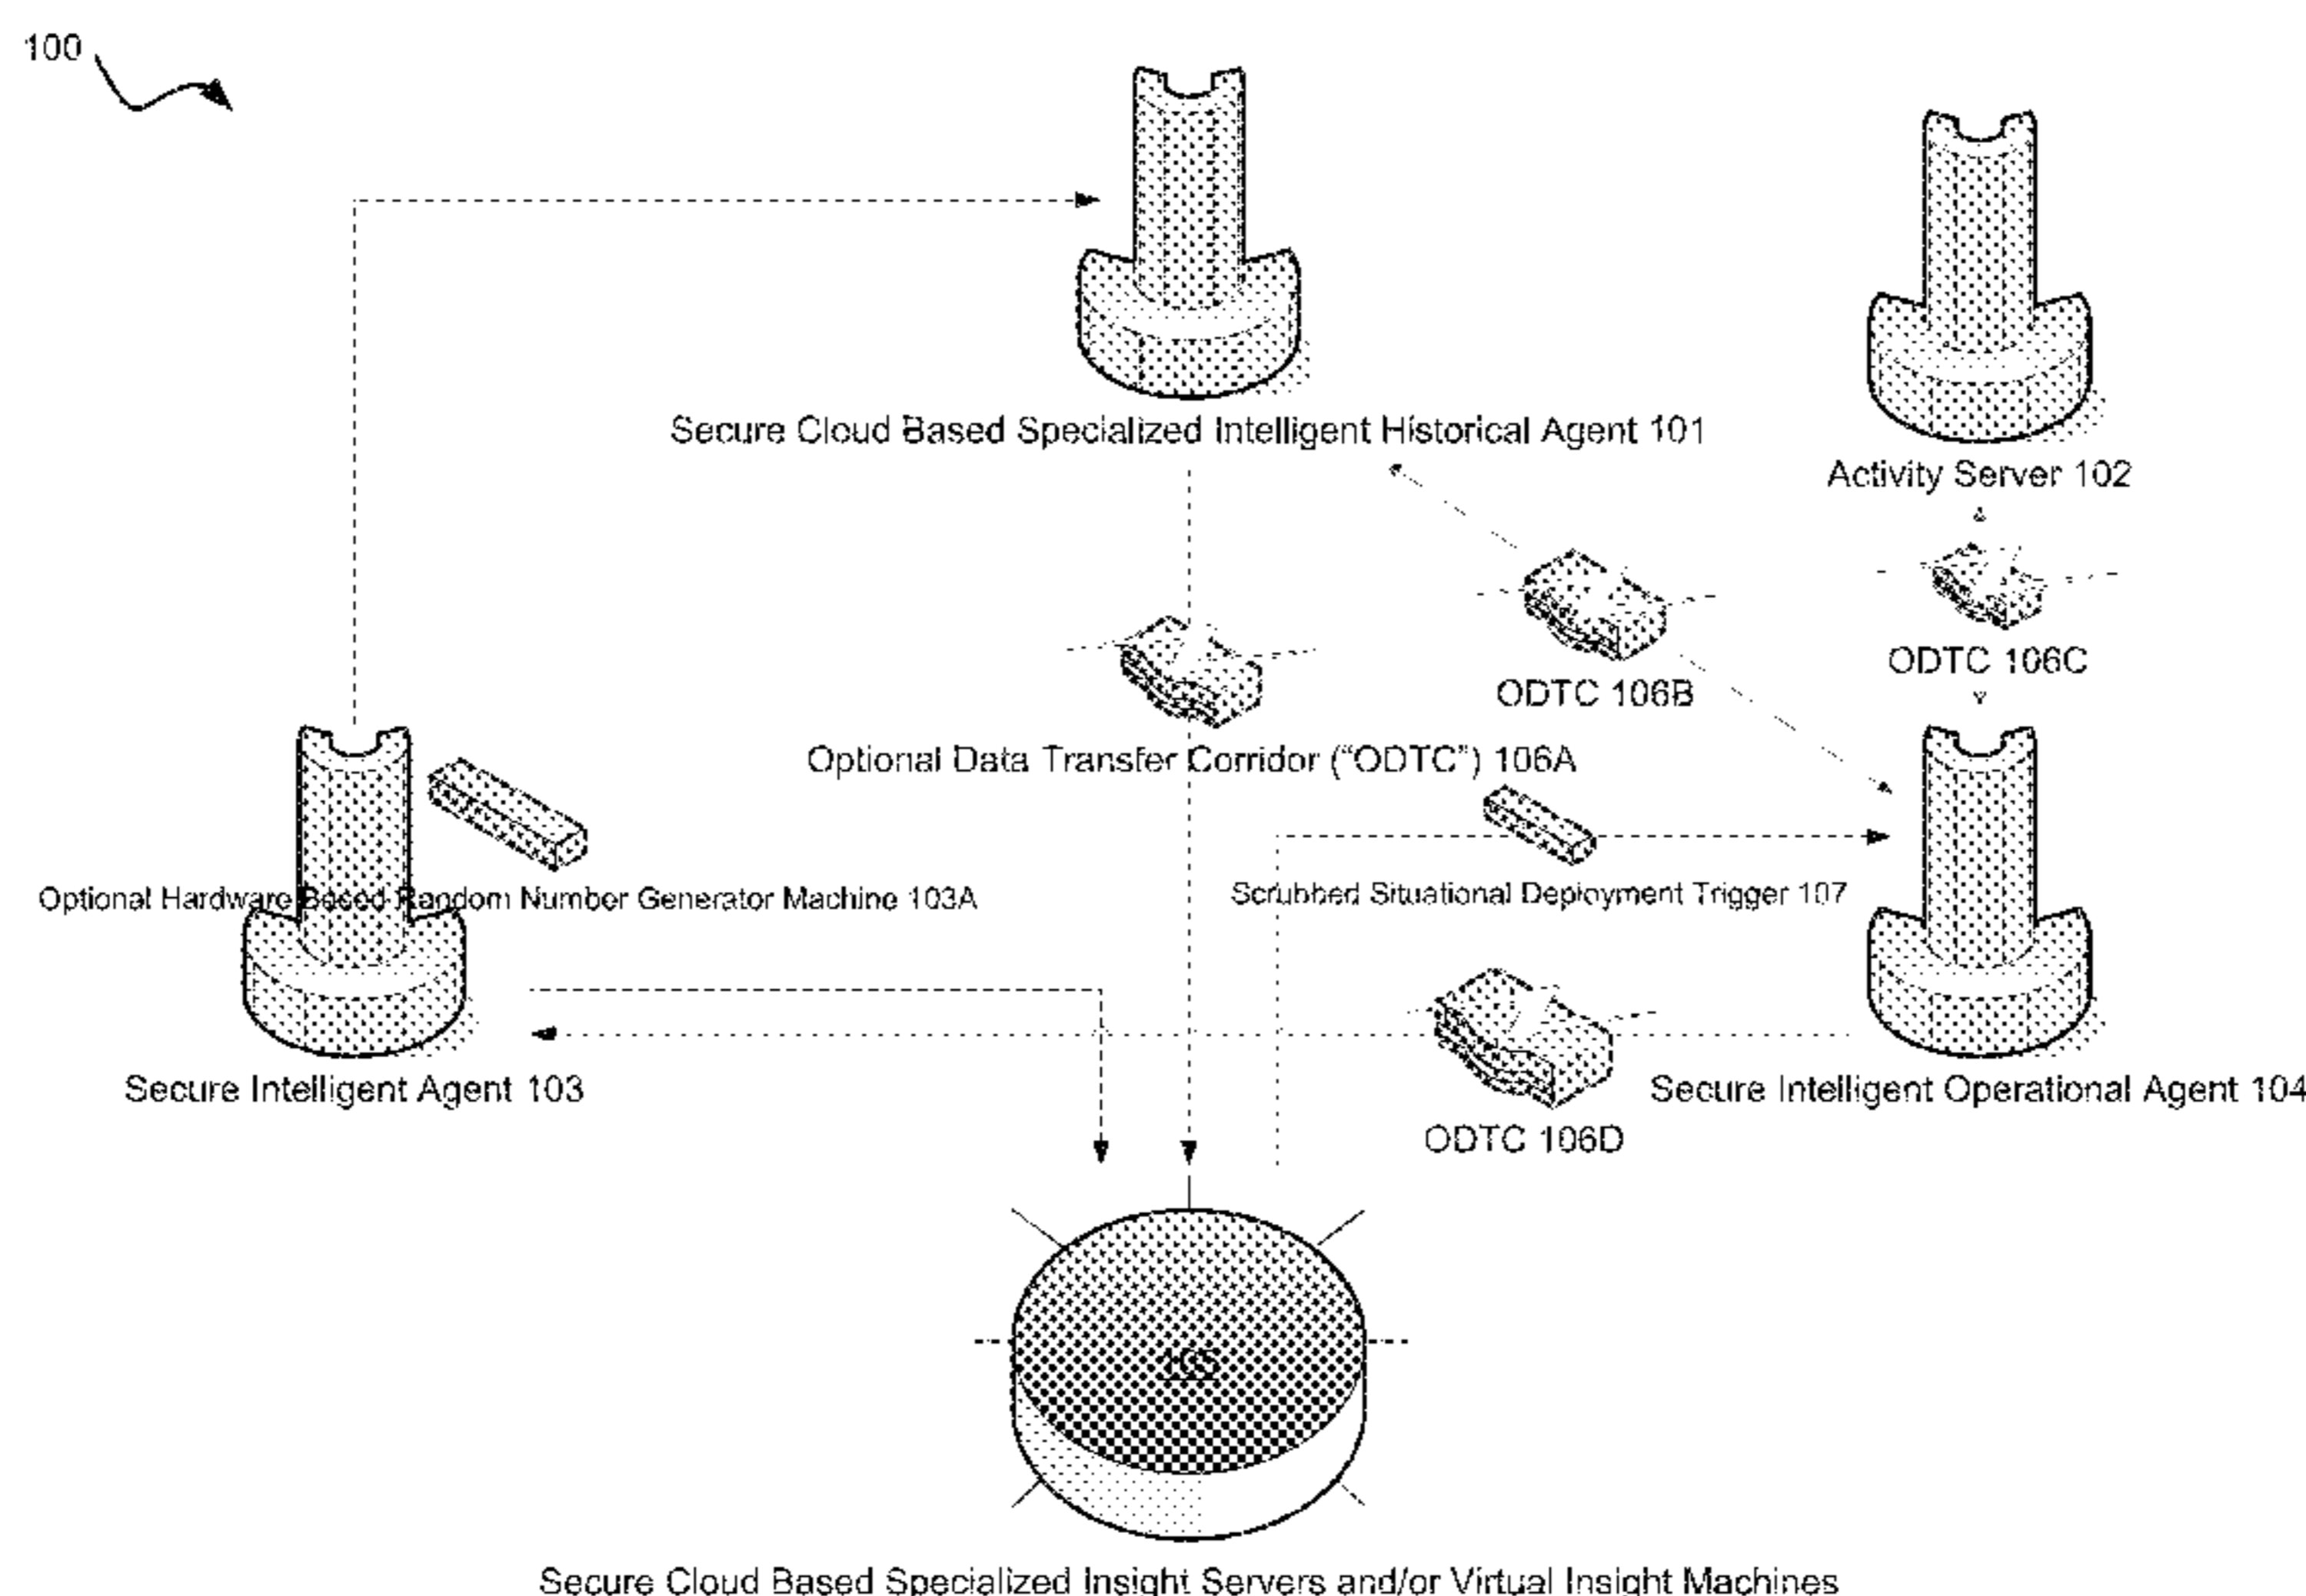 100
Secure Cloud Based Specialized Intelligent Historical Agent 101
Activity Server 102
ODTC 106B
ODTC 106C
Optional Data Transfer Corridor (“ODTC”) 106A
Optional Hardware Based Random Number Generator Machine 103A
Scrubbed Situational Deployment Trigger 107
Secure Intelligent Agent 103
Secure Intelligent Operational Agent 104
ODTC 106D
105
Secure Cloud Based Specialized Insight Servers and/or Virtual Insight Machines